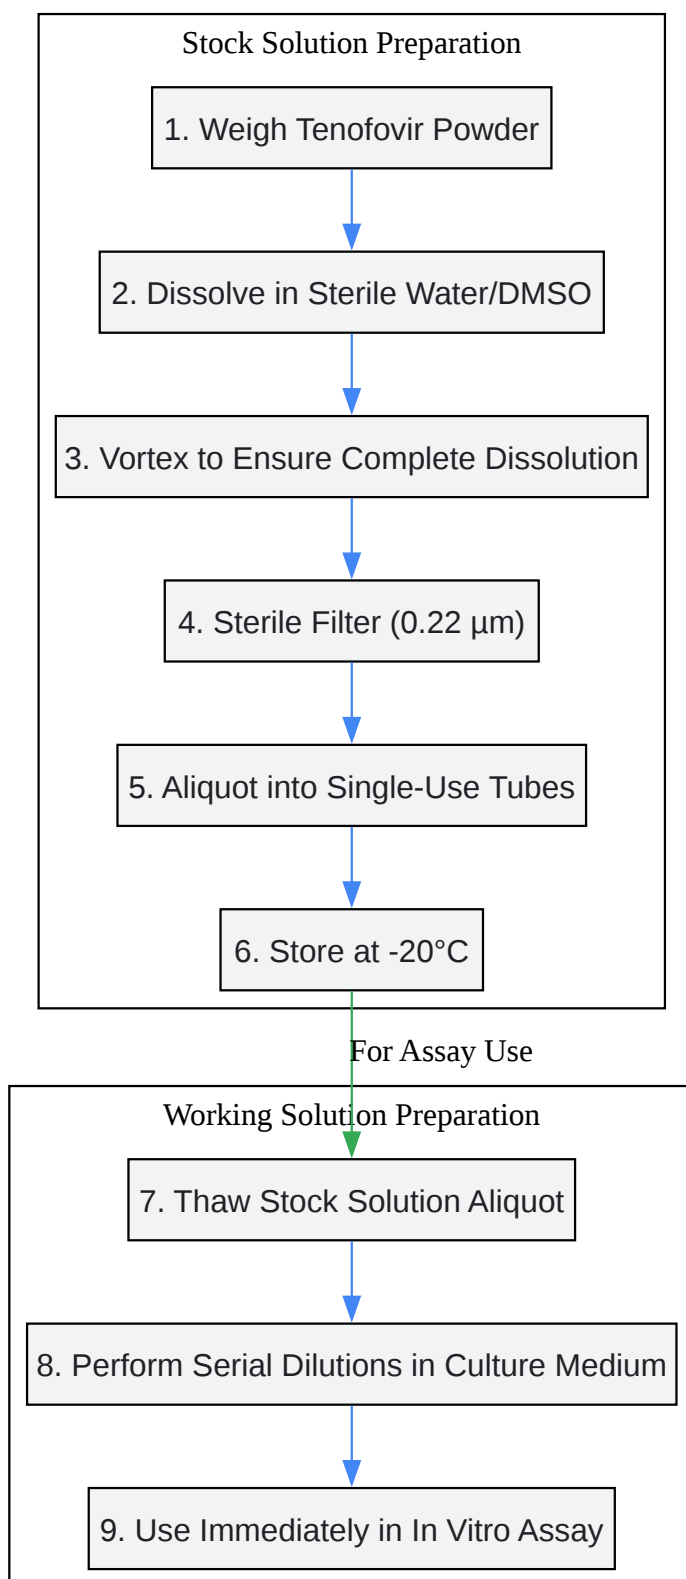 Stock Solution Preparation
1. Weigh Tenofovir Powder
2. Dissolve in Sterile Water/DMSO
3. Vortex to Ensure Complete Dissolution
4. Sterile Filter (0.22 µm)
5. Aliquot into Single-Use Tubes
6. Store at -20°C
For Assay Use
Working Solution Preparation
7. Thaw Stock Solution Aliquot
8. Perform Serial Dilutions in Culture Medium
9. Use Immediately in In Vitro Assay